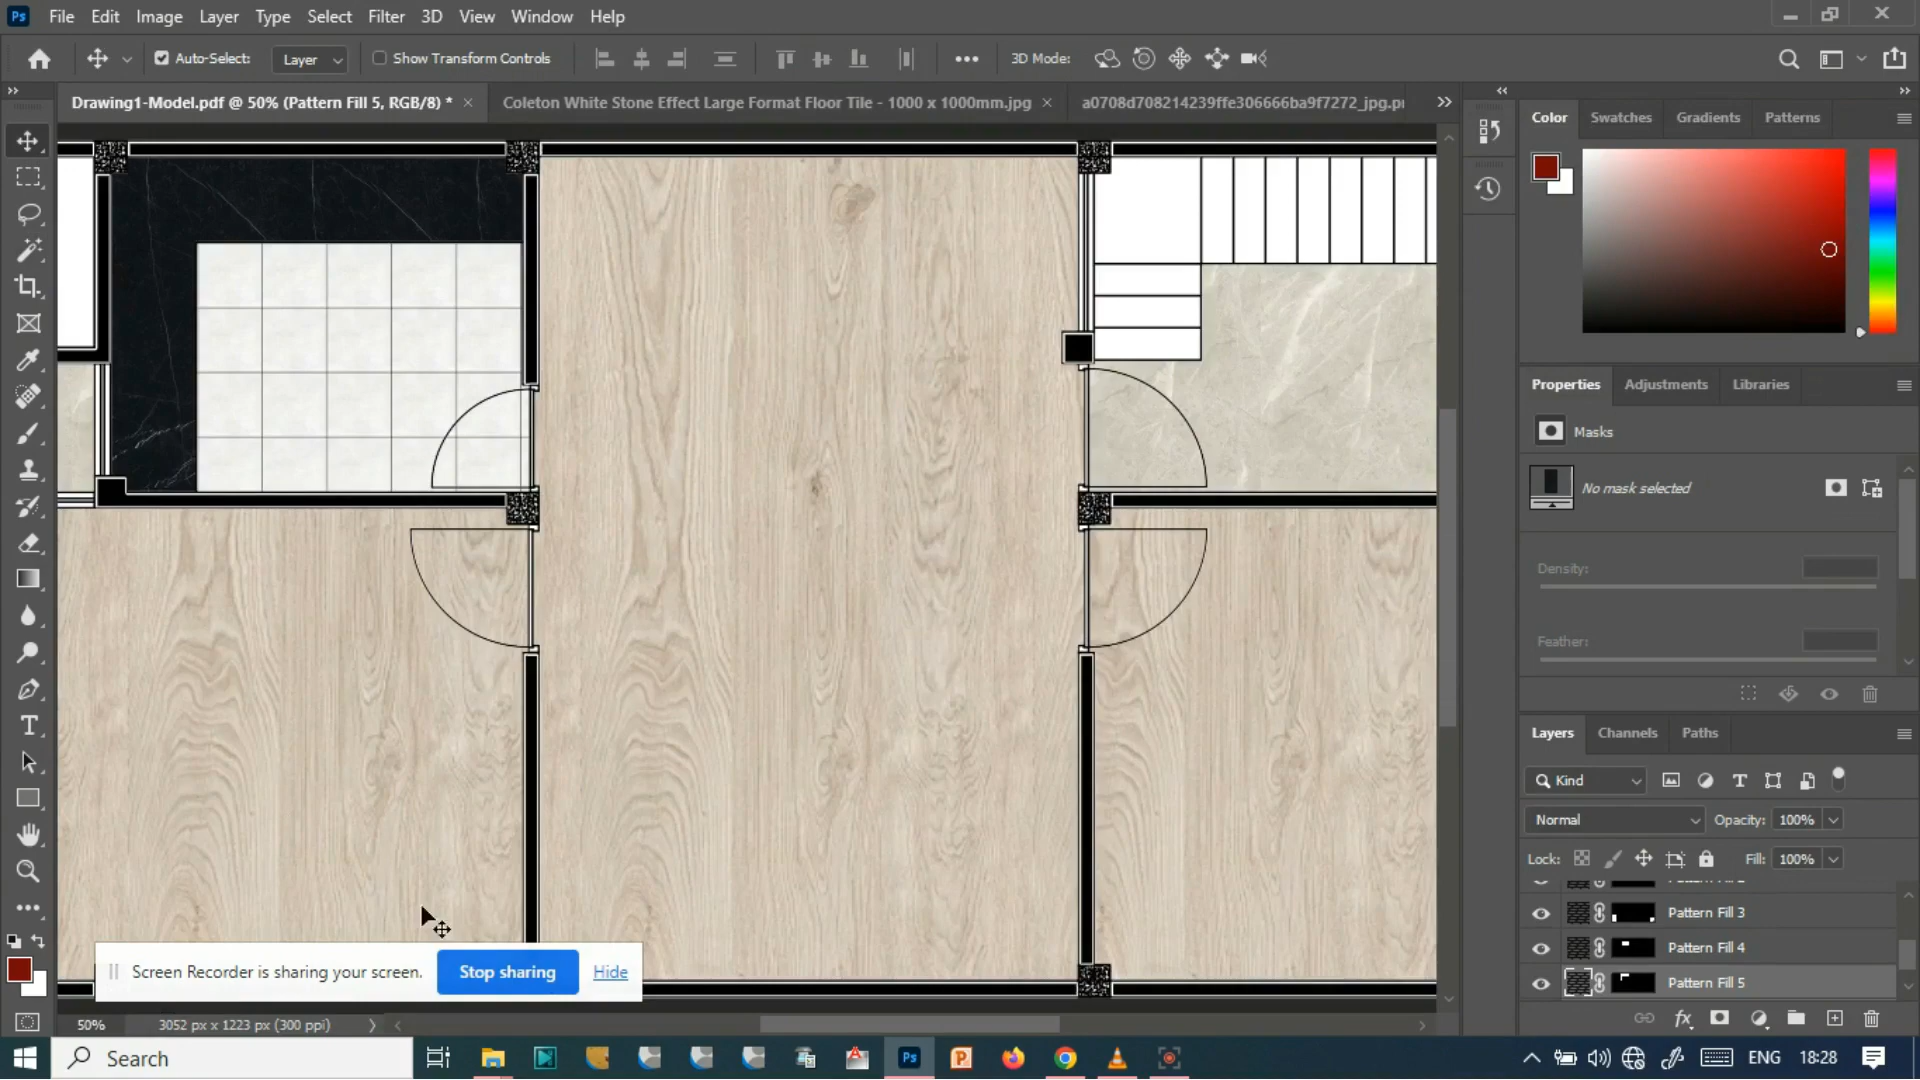 Ps File Edit Image Layer Type Select Filter 3D View Window Help
Auto-Select: Layer Show Transform Controls 3D Mode:
Drawing1-Model.pdf @ 50% (Pattern Fill 5, RGB/8) * Coleton White Stone Effect Large Format Floor Tile - 1000 x 1000mm.jpg a0708d708214239ffe306666ba9f7272_jpg.p
Color Swatches Gradients Patterns
Properties Adjustments Libraries
Masks
No mask selected
Density:
Feather:
Layers Channels Paths
Kind
Normal Opacity: 100%
Lock: Fill: 100%
Pattern Fill 3
Pattern Fill 4
Pattern Fill 5
Screen Recorder is sharing your screen. Stop sharing Hide
50% 3052 px x 1223 px (300 ppi)
Search Ps ENG 18:28